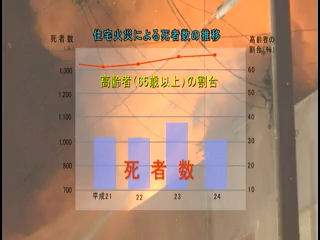 住宅火災による死者数の推移
死者数
高齢者の
割合(%)
1,300
1,200
1,100
1,000
900
800
700
60
50
40
30
20
10
高齢者(65歳以上)の割合
死者数
平成21
22
23
24